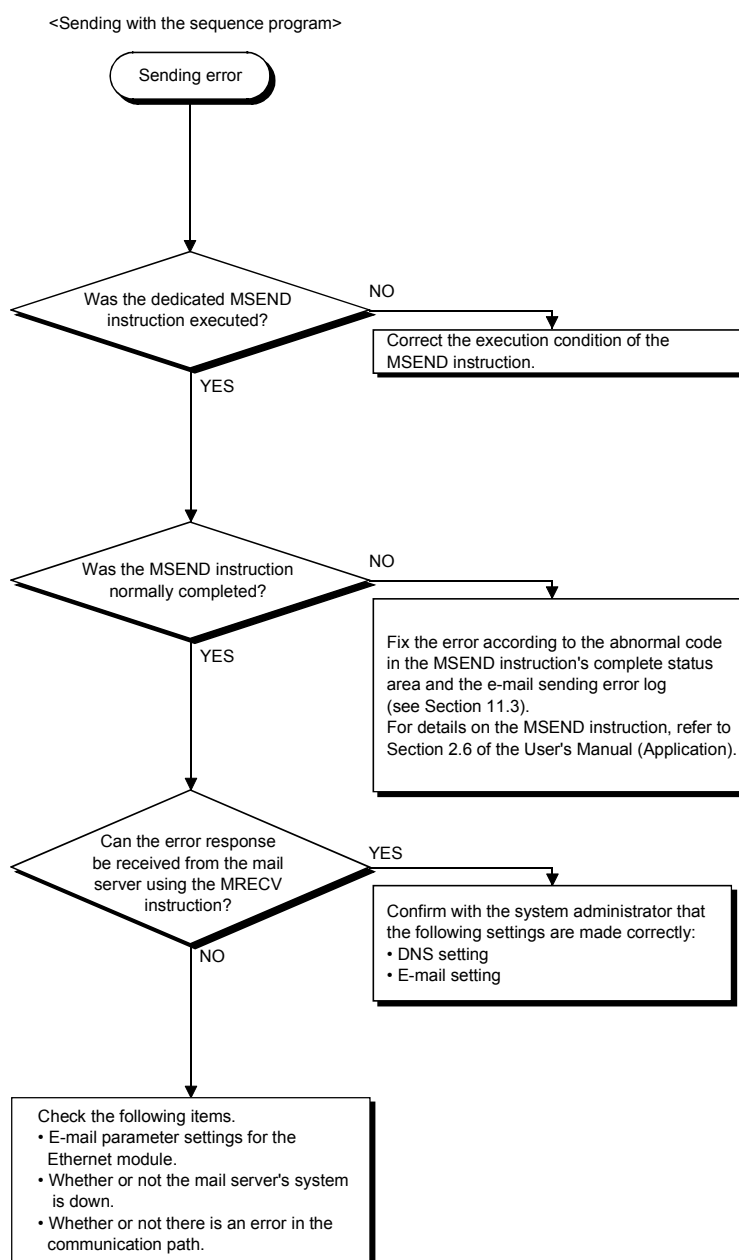 <Sending with the sequence program>
Sending error
Was the dedicated MSEND
instruction executed?
NO
Correct the execution condition of the
MSEND instruction.
YES
Was the MSEND instruction
normally completed?
NO
Fix the error according to the abnormal code
in the MSEND instruction's complete status
area and the e-mail sending error log
(see Section 11.3).
For details on the MSEND instruction, refer to
Section 2.6 of the User's Manual (Application).
YES
Can the error response
be received from the mail
server using the MRECV
instruction?
YES
Confirm with the system administrator that
the following settings are made correctly:
• DNS setting
• E-mail setting
NO
Check the following items.
• E-mail parameter settings for the
Ethernet module.
• Whether or not the mail server's system
is down.
• Whether or not there is an error in the
communication path.